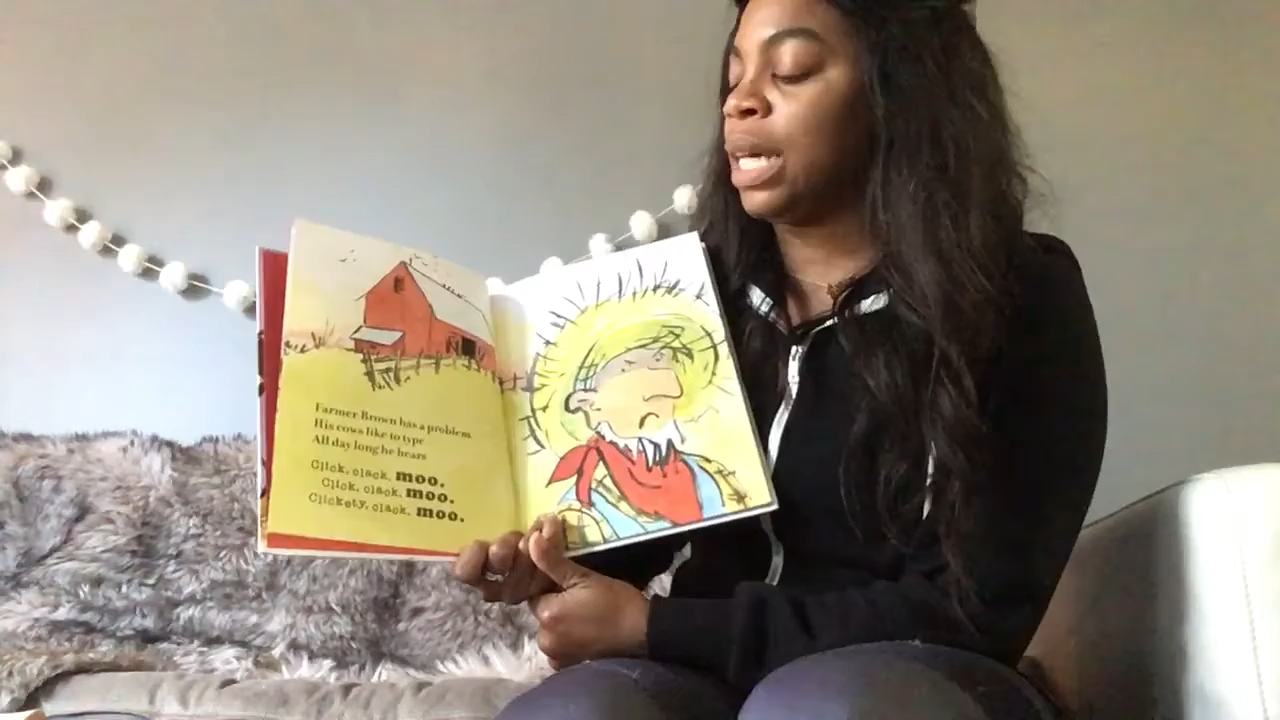 Farmer Brown has a problem.
His cows like to type
All day long he hears
Click, clack, moo.
Click, clack, moo.
Clickety, clack, moo.